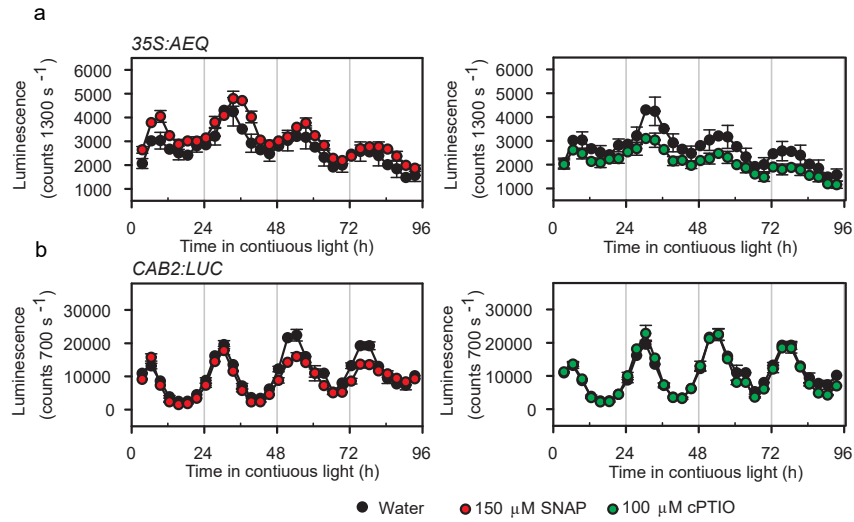 a
35S:AEQ
Luminescence
(counts 1300 s -1)
6000
5000
4000
3000
2000
1000
0 24 48 72 96
Time in contiuous light (h)
Luminescence
(counts 1300 s -1)
6000
5000
4000
3000
2000
1000
0 24 48 72 96
Time in contiuous light (h)
b
CAB2:LUC
Luminescence
(counts 700 s -1)
30000
20000
10000
0
0 24 48 72 96
Time in contiuous light (h)
Luminescence
(counts 700 s -1)
30000
20000
10000
0
0 24 48 72 96
Time in contiuous light (h)
Water 150 µM SNAP 100 µM cPTIO